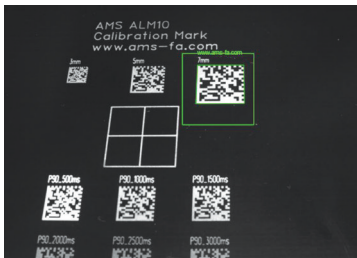 AMS ALM10
Calibration Mark
www.ams-fa.com
www.ams-fa.com
3mm 5mm 7mm
P90_500ms P90_1000ms P90_1500ms
P90_2000ms P90_2500ms P90_3000ms